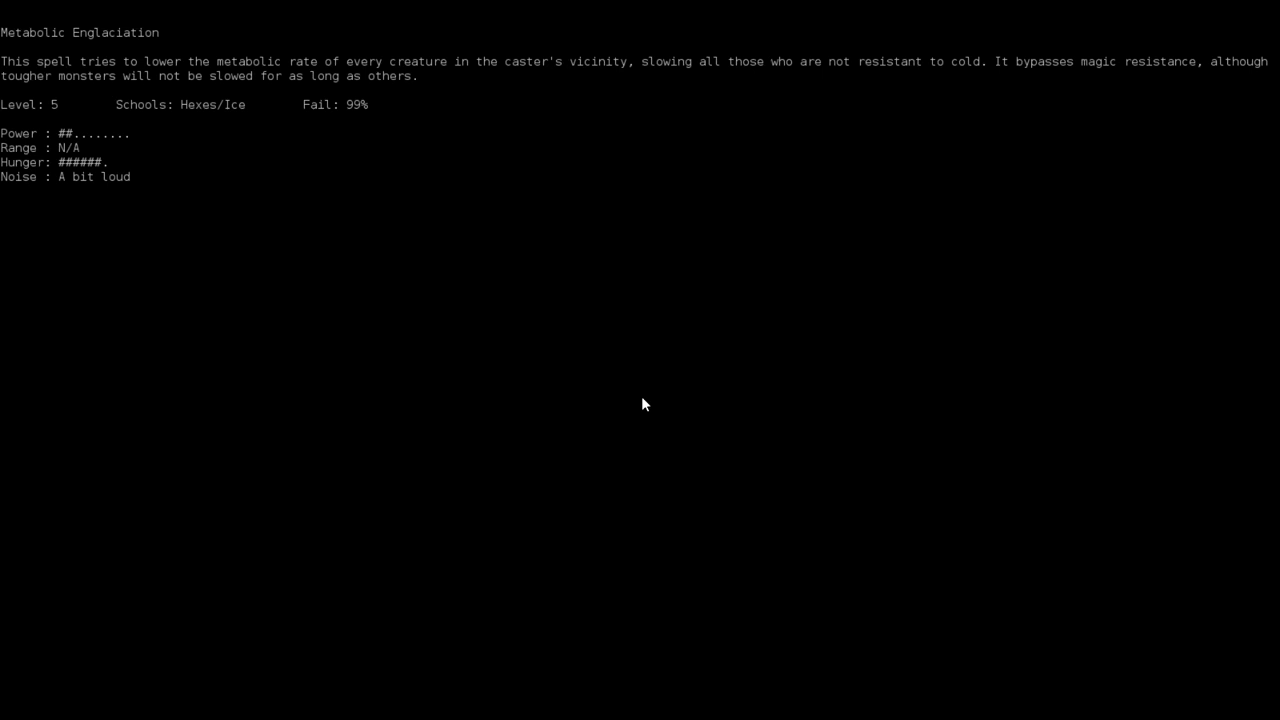 Metabolic Englaciation
This spell tries to lower the metabolic rate of every creature in the caster's vicinity, slowing all those who are not resistant to cold. It bypasses magic resistance, although
tougher monsters will not be slowed for as long as others.
Level: 5        Schools: Hexes/Ice        Fail: 99%
Power : ##........
Range : N/A
Hunger: ######.
Noise : A bit loud